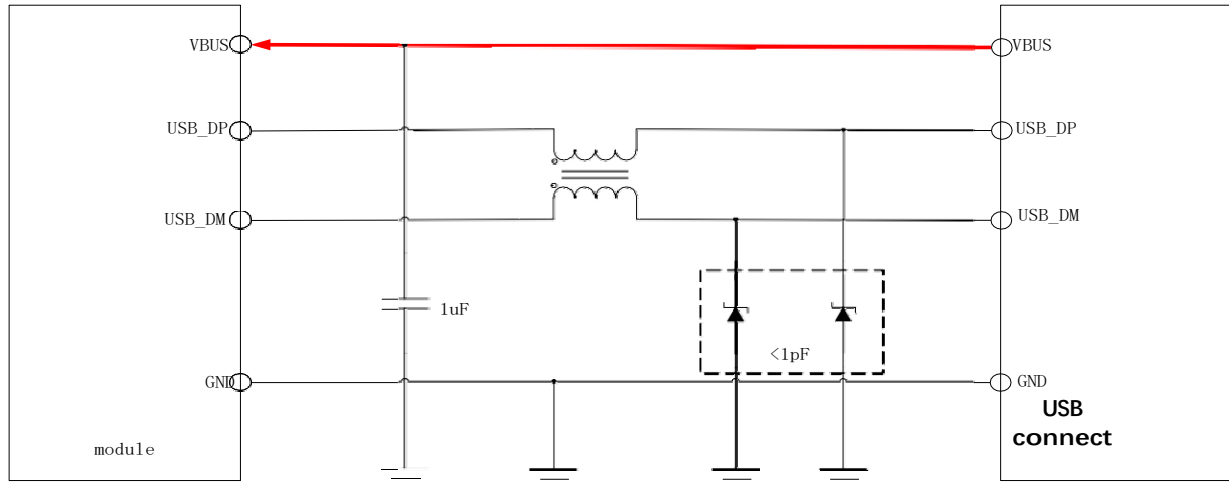 VBUS
VBUS
USB_DP
USB_DP
USB_DM
USB_DM
1uF
<1pF
GND
GND
USB
connect
module